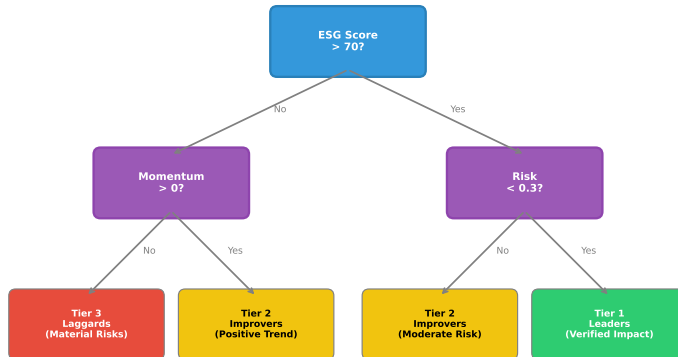 ESG Score
> 70?
No
Yes
Momentum
> 0?
Risk
< 0.3?
No
Yes
No
Yes
Tier 3
Laggards
(Material Risks)
Tier 2
Improvers
(Positive Trend)
Tier 2
Improvers
(Moderate Risk)
Tier 1
Leaders
(Verified Impact)